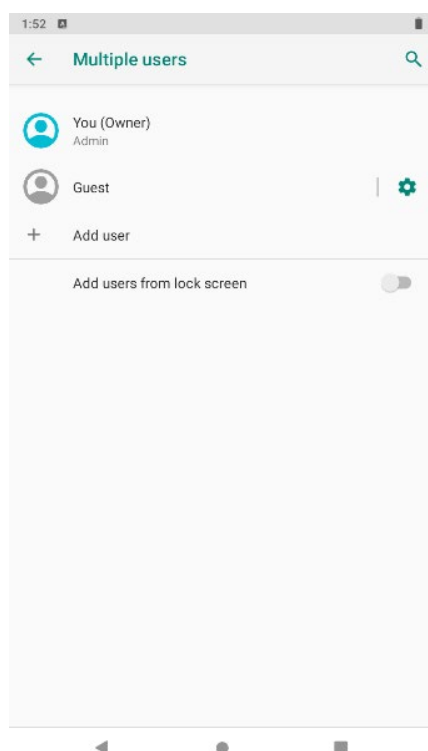 1:52
Multiple users
You (Owner)
Admin
Guest
Add user
Add users from lock screen